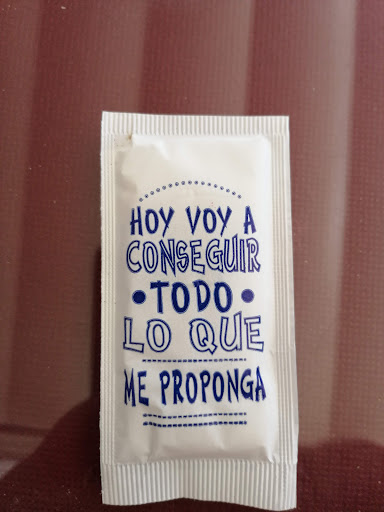 HOY VOY A
CONSEGUIR
• TODO •
LO QUE
ME PROPONGA